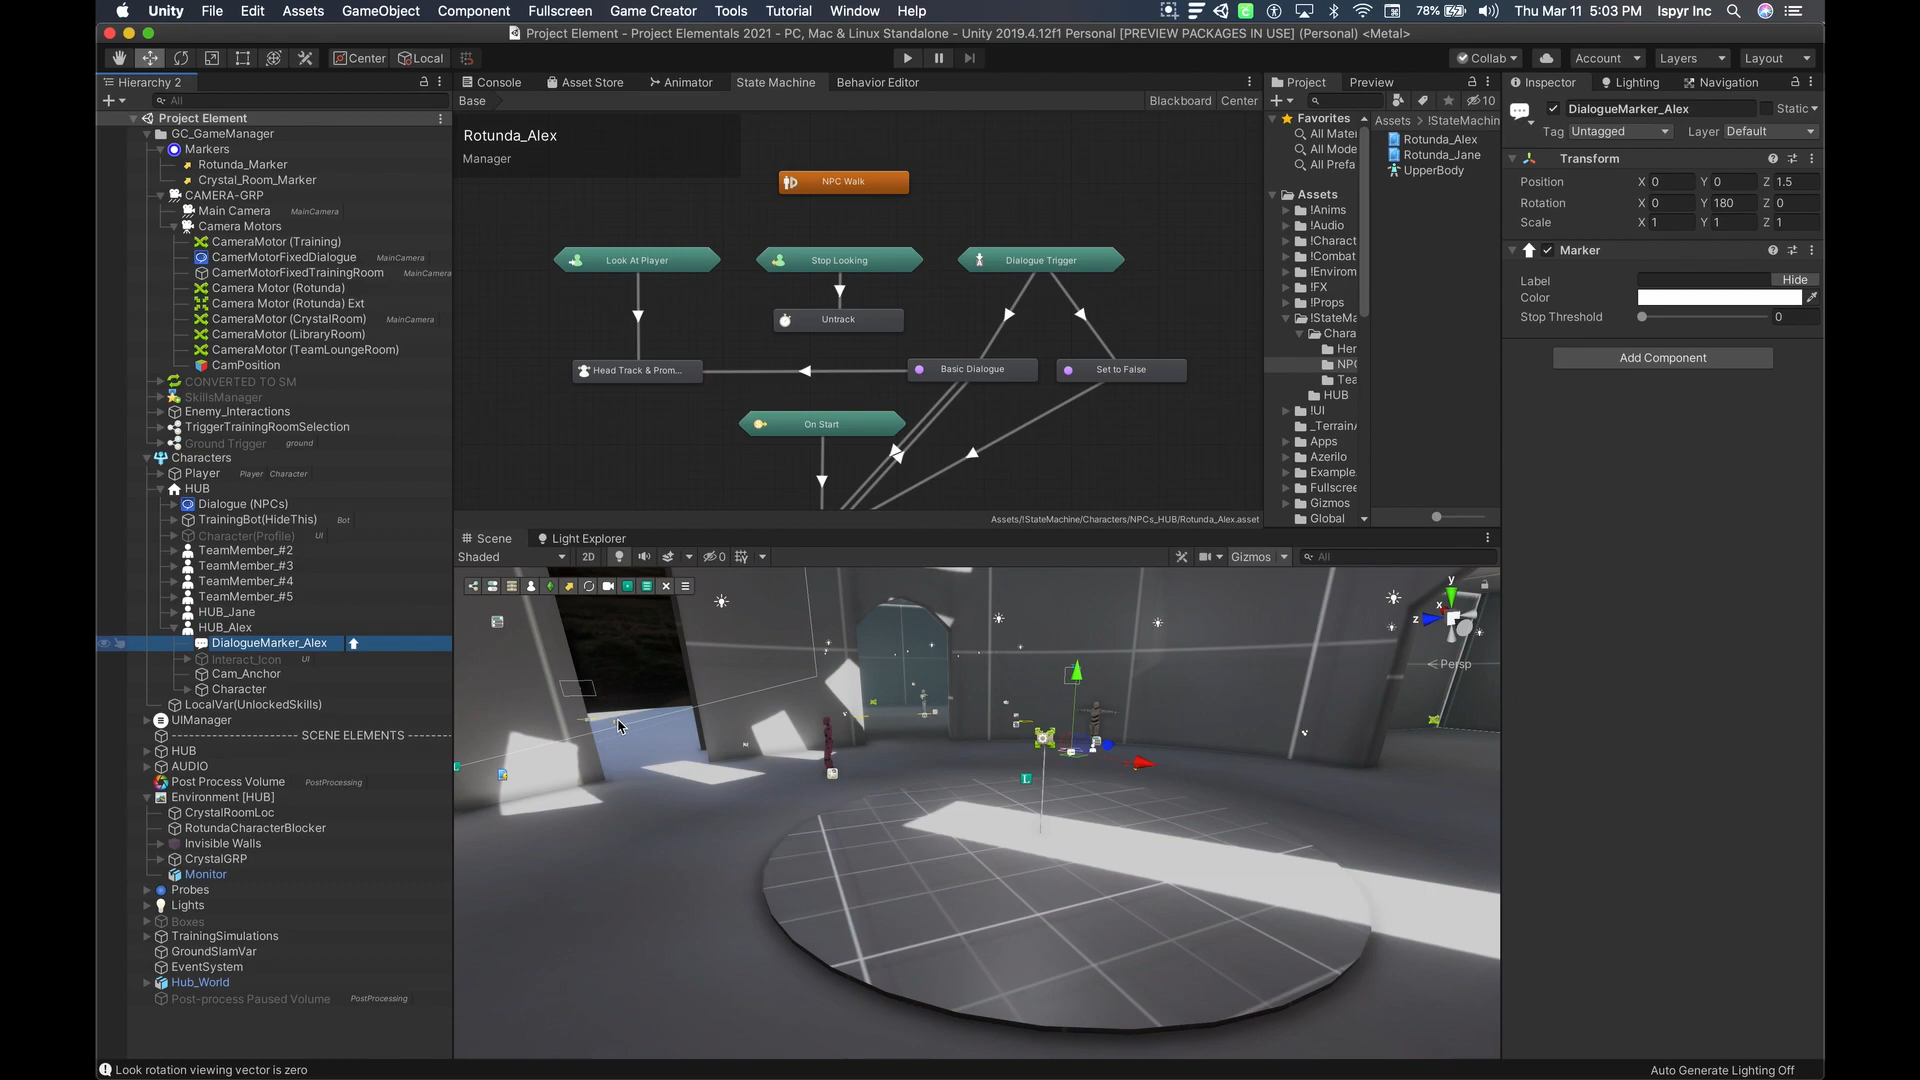 Unity File Edit Assets GameObject Component Fullscreen Game Creator Tools Tutorial Window Help 78% Thu Mar 11 5:03 PM Ispyr Inc
Project Element - Project Elementals 2021 - PC, Mac & Linux Standalone - Unity 2019.4.12f1 Personal [PREVIEW PACKAGES IN USE] (Personal) <Metal>
Center Local Collab Account Layers Layout
Hierarchy 2 Console Asset Store Animator State Machine Behavior Editor Project Preview Inspector Lighting Navigation
All Base Blackboard Center 10
Project Element
GC_GameManager
Markers
Rotunda_Marker
Crystal_Room_Marker
CAMERA-GRP
Main Camera MainCamera
Camera Motors
CameraMotor (Training)
CamerMotorFixedDialogue MainCamera
CamerMotorFixedTrainingRoom MainCamera
Camera Motor (Rotunda)
Camera Motor (Rotunda) Ext
CameraMotor (CrystalRoom) MainCamera
CameraMotor (LibraryRoom)
CameraMotor (TeamLoungeRoom)
CamPosition
CONVERTED TO SM
SkillsManager
Enemy_Interactions
TriggerTrainingRoomSelection
Ground Trigger ground
Characters
Player Player Character
HUB
Dialogue (NPCs)
TrainingBot(HideThis) Bot
Character(Profile) UI
TeamMember_#2
TeamMember_#3
TeamMember_#4
TeamMember_#5
HUB_Jane
HUB_Alex
DialogueMarker_Alex
Interact_Icon UI
Cam_Anchor
Character
LocalVar(UnlockedSkills)
UIManager
---------------------- SCENE ELEMENTS --------
HUB
AUDIO
Post Process Volume PostProcessing
Environment [HUB]
CrystalRoomLoc
RotundaCharacterBlocker
Invisible Walls
CrystalGRP
Monitor
Probes
Lights
Boxes
TrainingSimulations
GroundSlamVar
EventSystem
Hub_World
Post-process Paused Volume PostProcessing
Rotunda_Alex
Manager
NPC Walk
Look At Player Stop Looking Dialogue Trigger
Untrack
Head Track & Prom... Basic Dialogue Set to False
On Start
Assets/!StateMachine/Characters/NPCs_HUB/Rotunda_Alex.asset
Scene Light Explorer
Shaded 2D 0 Gizmos All
y
x
z
< Persp
L
Favorites
All Mate
All Mode
All Prefa
Assets
!Anims
!Audio
!Charact
!Combat
!Envirom
!FX
!Props
!StateMa
Chara
Her
NPC
Tea
HUB
!UI
_TerrainA
Apps
Azerilo
Example
Fullscree
Gizmos
Global
Assets > !StateMachin
Rotunda_Alex
Rotunda_Jane
UpperBody
DialogueMarker_Alex Static
Tag Untagged Layer Default
Transform
Position X 0 Y 0 Z 1.5
Rotation X 0 Y 180 Z 0
Scale X 1 Y 1 Z 1
Marker
Label Hide
Color
Stop Threshold 0
Add Component
Look rotation viewing vector is zero
Auto Generate Lighting Off